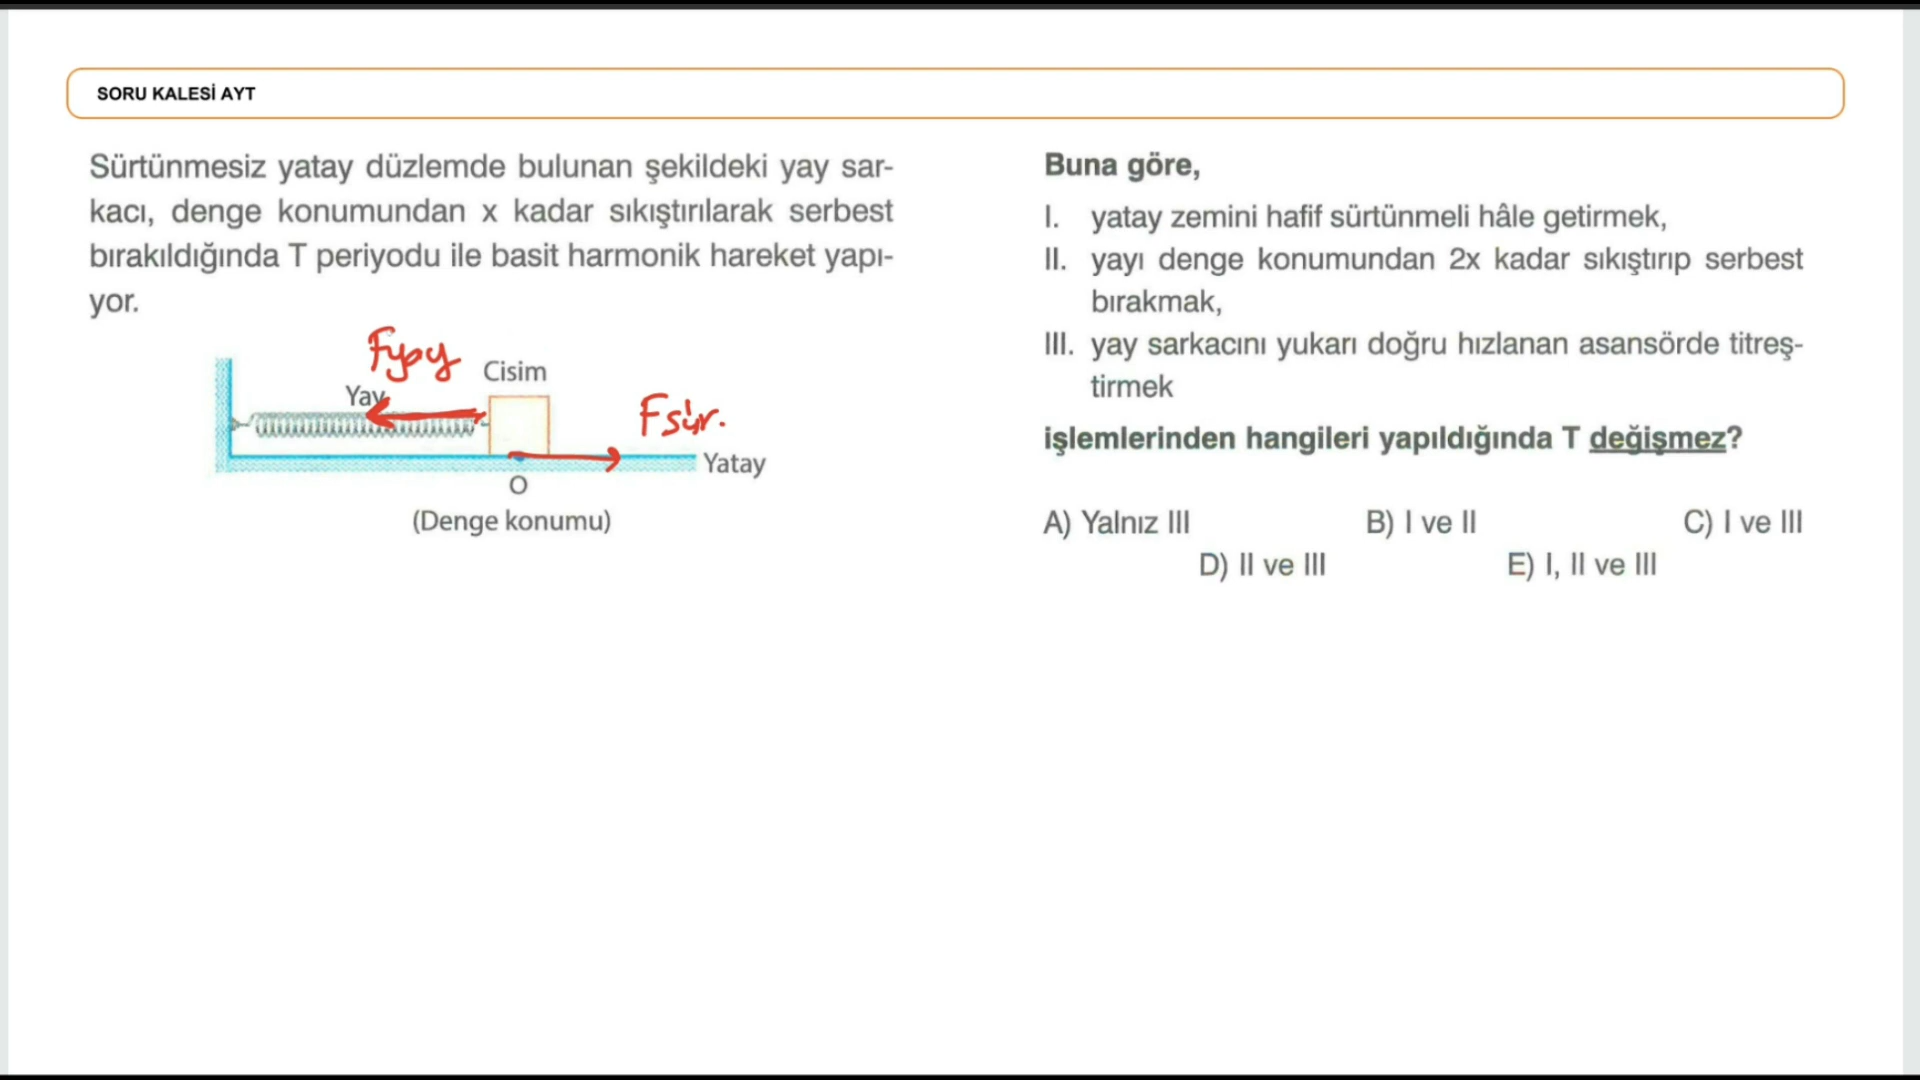 SORU KALESİ AYT
Sürtünmesiz yatay düzlemde bulunan şekildeki yay sar-
kacı, denge konumundan x kadar sıkıştırılarak serbest
bırakıldığında T periyodu ile basit harmonik hareket yapı-
yor.
Fyay
Cisim
Yay
Fsür.
Yatay
O
(Denge konumu)
Buna göre,
I. yatay zemini hafif sürtünmeli hâle getirmek,
II. yayı denge konumundan 2x kadar sıkıştırıp serbest
bırakmak,
III. yay sarkacını yukarı doğru hızlanan asansörde titreş-
tirmek
işlemlerinden hangileri yapıldığında T değişmez?
A) Yalnız III B) I ve II C) I ve III
D) II ve III E) I, II ve III